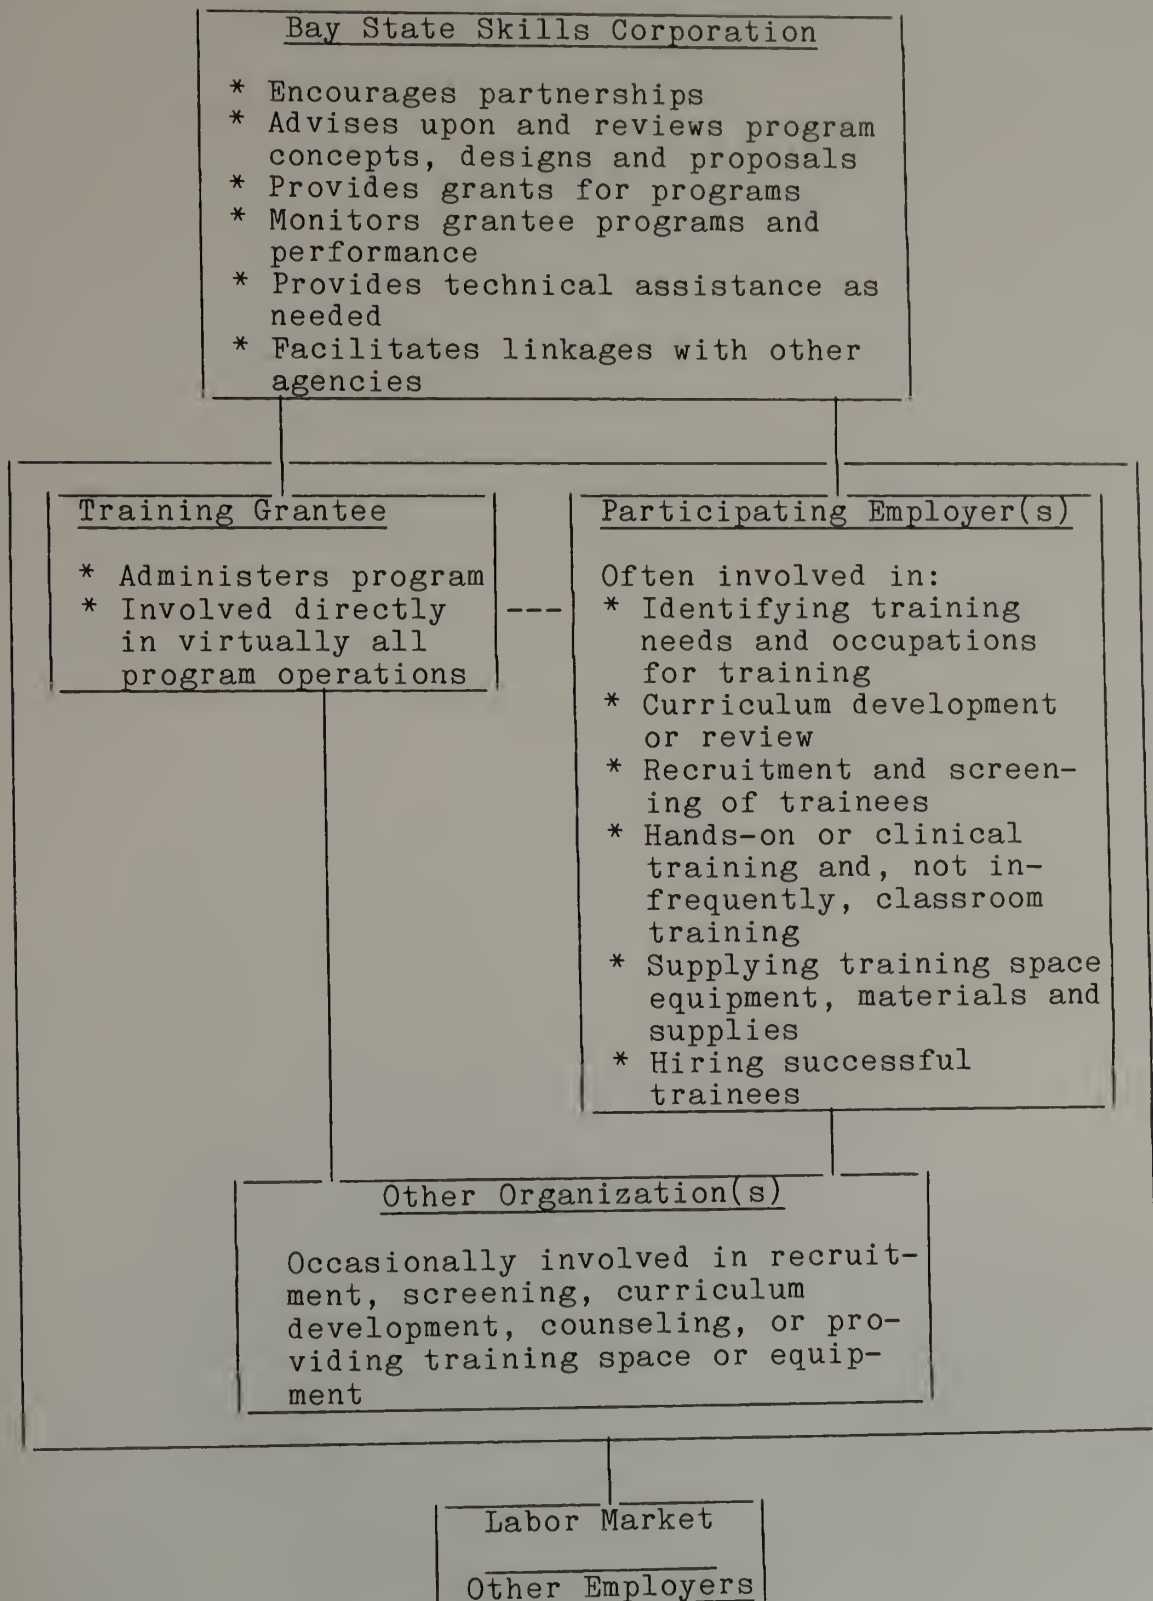 Bay State Skills Corporation
* Encourages partnerships
* Advises upon and reviews program
concepts, designs and proposals
* Provides grants for programs
* Monitors grantee programs and
performance
* Provides technical assistance as
needed
* Facilitates linkages with other
agencies
Training Grantee
* Administers program
* Involved directly
in virtually all
program operations
---
Participating Employer(s)
Often involved in:
* Identifying training
needs and occupations
for training
* Curriculum development
or review
* Recruitment and screen-
ing of trainees
* Hands-on or clinical
training and, not in-
frequently, classroom
training
* Supplying training space
equipment, materials and
supplies
* Hiring successful
trainees
Other Organization(s)
Occasionally involved in recruit-
ment, screening, curriculum
development, counseling, or pro-
viding training space or equip-
ment
Labor Market
Other Employers